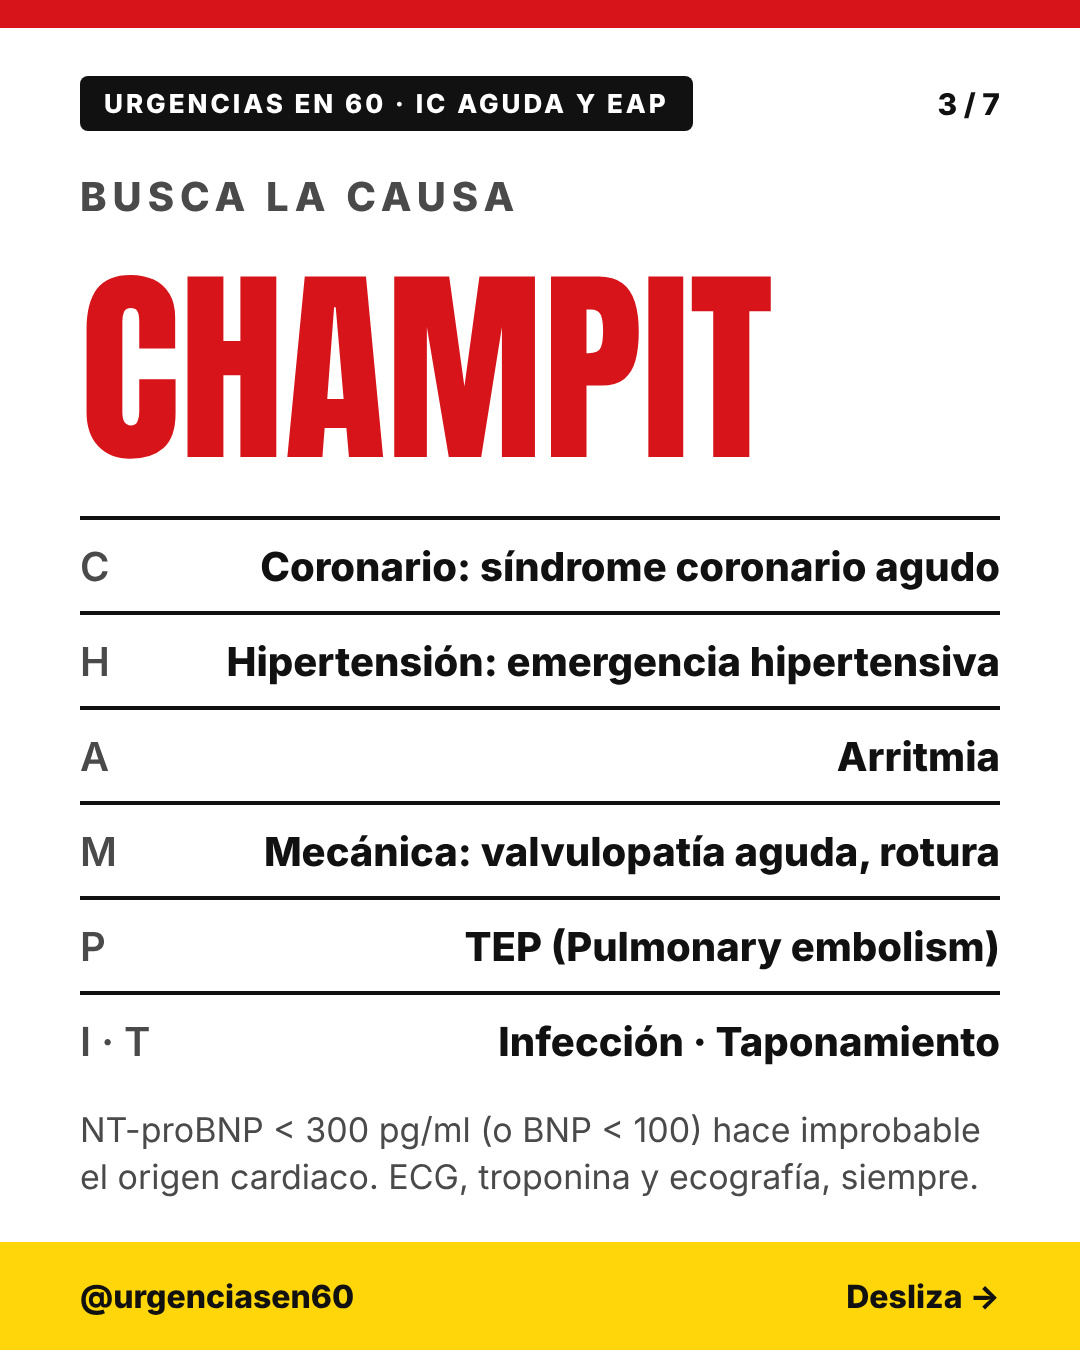 URGENCIAS EN 60 · IC AGUDA Y EAP
3 / 7
BUSCA LA CAUSA
CHAMPIT
C Coronario: síndrome coronario agudo
H Hipertensión: emergencia hipertensiva
A Arritmia
M Mecánica: valvulopatía aguda, rotura
P TEP (Pulmonary embolism)
I · T Infección · Taponamiento
NT-proBNP < 300 pg/ml (o BNP < 100) hace improbable
el origen cardiaco. ECG, troponina y ecografía, siempre.
@urgenciasen60
Desliza →